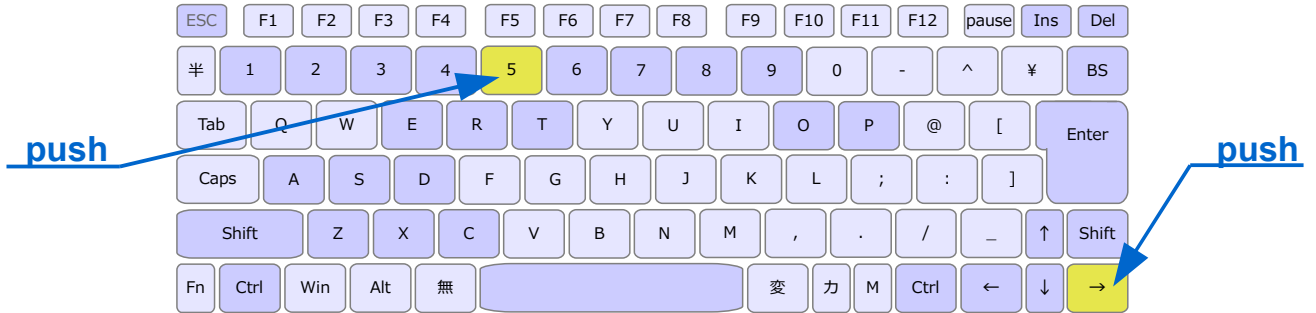 ESC F1 F2 F3 F4 F5 F6 F7 F8 F9 F10 F11 F12 pause Ins Del
半 1 2 3 4 5 6 7 8 9 0 - ^ ¥ BS
Tab Q W E R T Y U I O P @ [ Enter
push
push
Caps A S D F G H J K L ; : ]
Shift Z X C V B N M , . / _ ↑ Shift
Fn Ctrl Win Alt 無 変 カ M Ctrl ← ↓ →